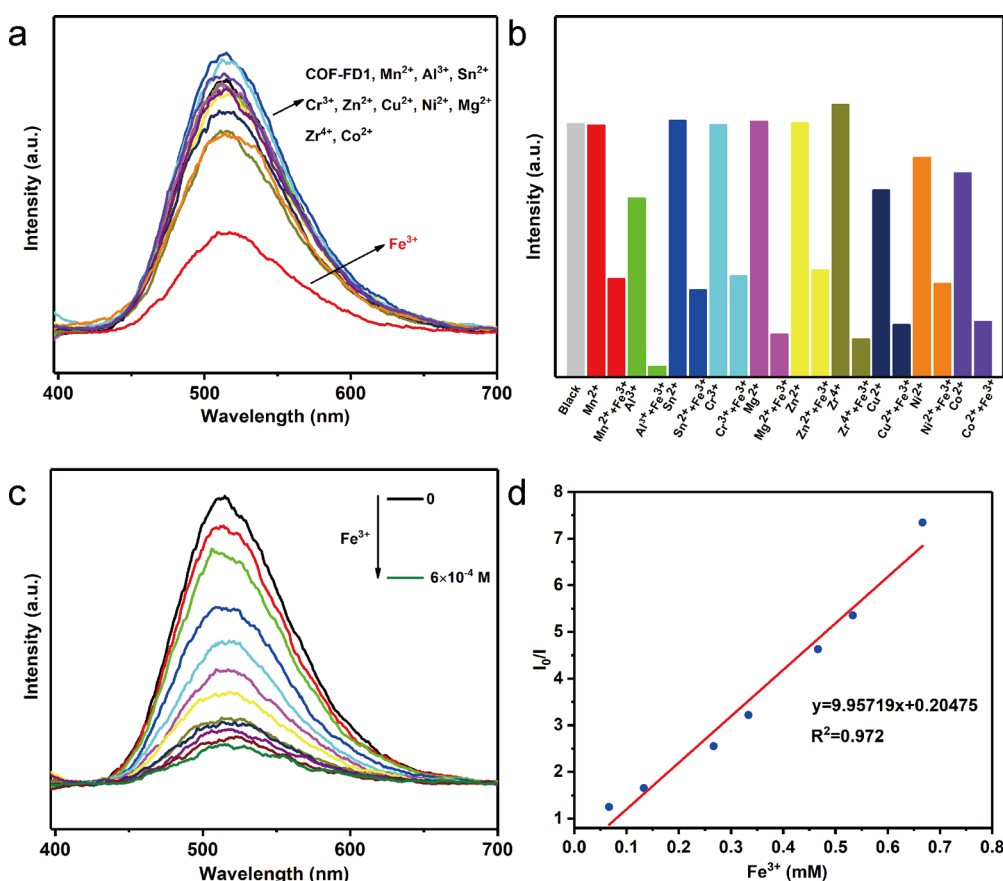 a
COF-FD1, Mn2+, Al3+, Sn2+
Cr3+, Zn2+, Cu2+, Ni2+, Mg2+
Zr4+, Co2+
Fe3+
Intensity (a.u.)
400 500 600 700
Wavelength (nm)
b
Intensity (a.u.)
Black
Mn2+
Mn2+ +Fe3+
Al3+
Al3+ +Fe3+
Sn2+
Sn2+ +Fe3+
Cr3+
Cr3+ +Fe3+
Mg2+
Mg2+ +Fe3+
Zn2+
Zn2+ +Fe3+
Zr4+
Zr4+ +Fe3+
Cu2+
Cu2+ +Fe3+
Ni2+
Ni2+ +Fe3+
Co2+
Co2+ +Fe3+
c
0
Fe3+
6×10-4 M
Intensity (a.u.)
400 500 600 700
Wavelength (nm)
d
8
7
6
5
4
3
2
1
I0/I
y=9.95719x+0.20475
R2=0.972
0.0 0.1 0.2 0.3 0.4 0.5 0.6 0.7 0.8
Fe3+ (mM)